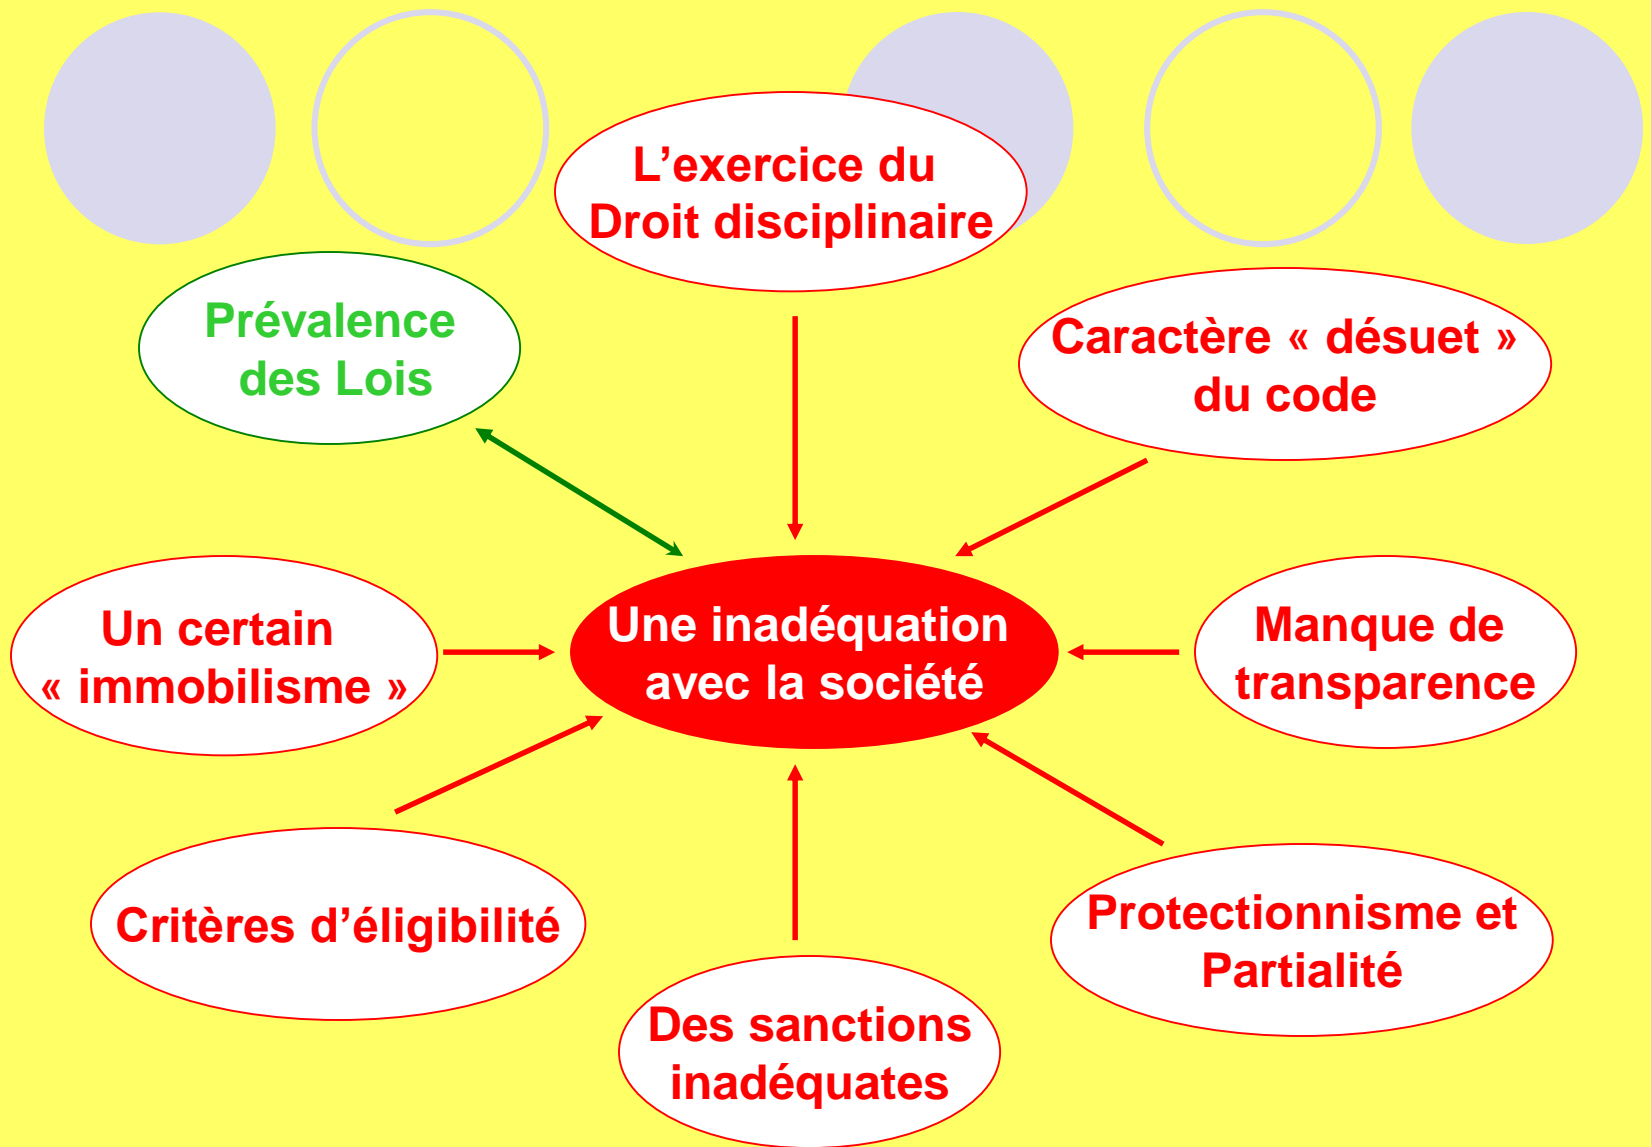 L’exercice du
Droit disciplinaire
Prévalence
des Lois
Caractère « désuet »
du code
Un certain
« immobilisme »
Une inadéquation
avec la société
Manque de
transparence
Critères d’éligibilité
Protectionnisme et
Partialité
Des sanctions
inadéquates